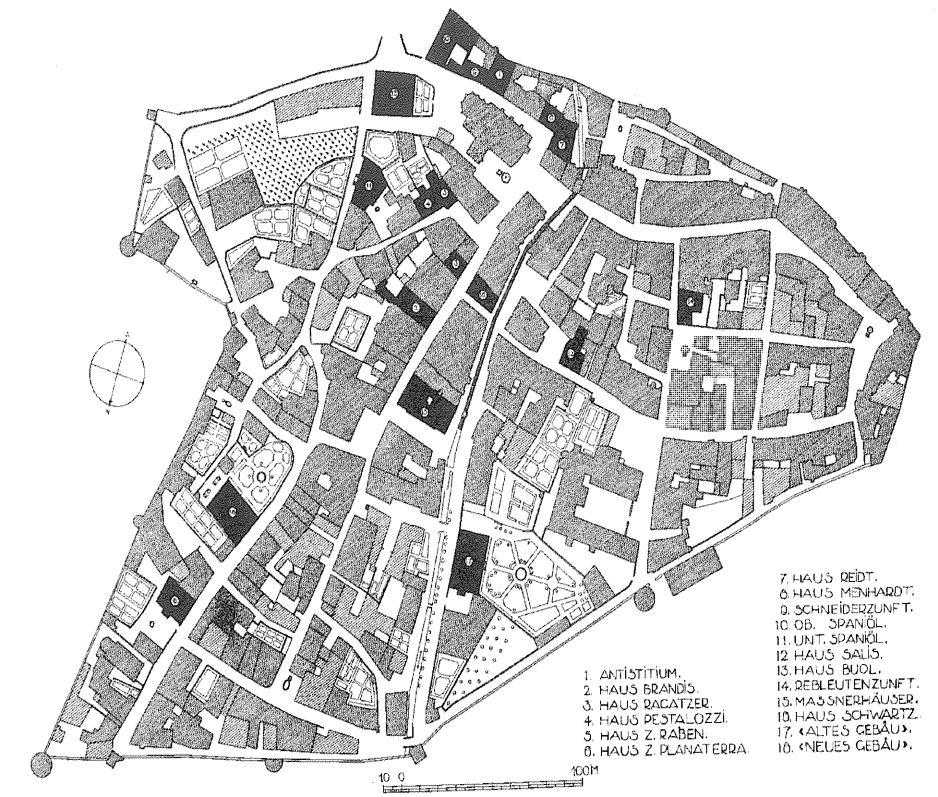 1. ANTISTITIUM.
2. HAUS BRANDIS.
3. HAUS RAGATZER.
4. HAUS PESTALOZZI.
5. HAUS Z. RABEN.
6. HAUS Z. PLANATERRA.
7. HAUS REIDT.
8. HAUS MENHARDT.
9. SCHNEIDERZUNFT.
10. OB. SPANIÖL.
11. UNT. SPANIÖL.
12. HAUS SALIS.
13. HAUS BUOL.
14. REBLEUTENZUNFT.
15. MASSNERHÄUSER.
16. HAUS SCHWARTZ.
17. «ALTES GEBÄU».
18. «NEUES GEBÄU».
10 0 100M